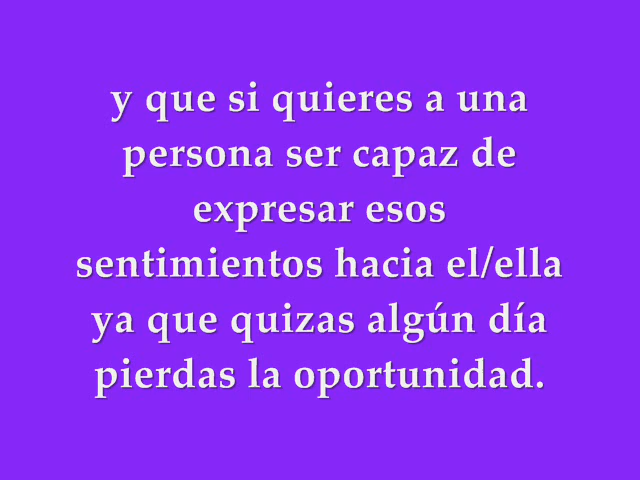 y que si quieres a una
persona ser capaz de
expresar esos
sentimientos hacia el/ella
ya que quizas algún día
pierdas la oportunidad.